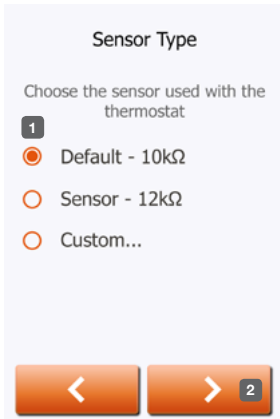 Sensor Type
Choose the sensor used with the
thermostat
1
Default - 10kΩ
Sensor - 12kΩ
Custom...
2